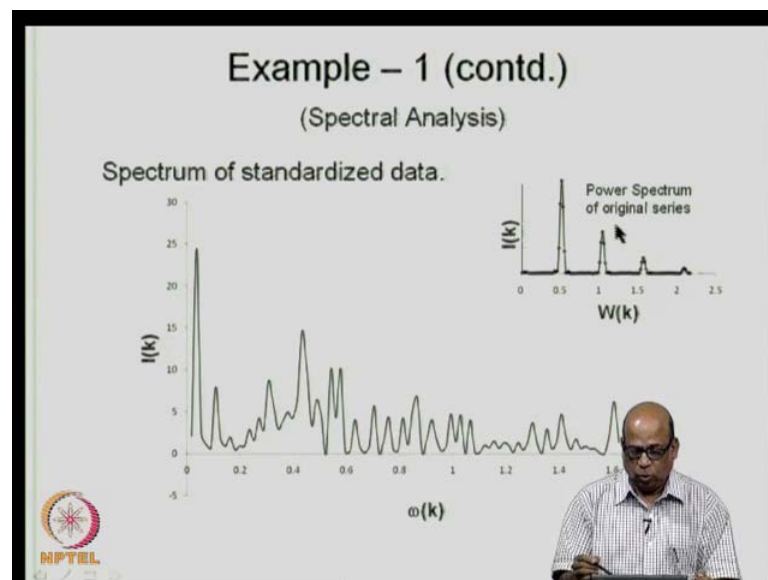 Example – 1 (contd.)
(Spectral Analysis)
Spectrum of standardized data.
Power Spectrum
of original series
I(k)
0 0.5 1 1.5 2 2.5
W(k)
30
25
20
15
10
5
0
-5
I(k)
0 0.2 0.4 0.6 0.8 1 1.2 1.4
ω(k)
NPTEL